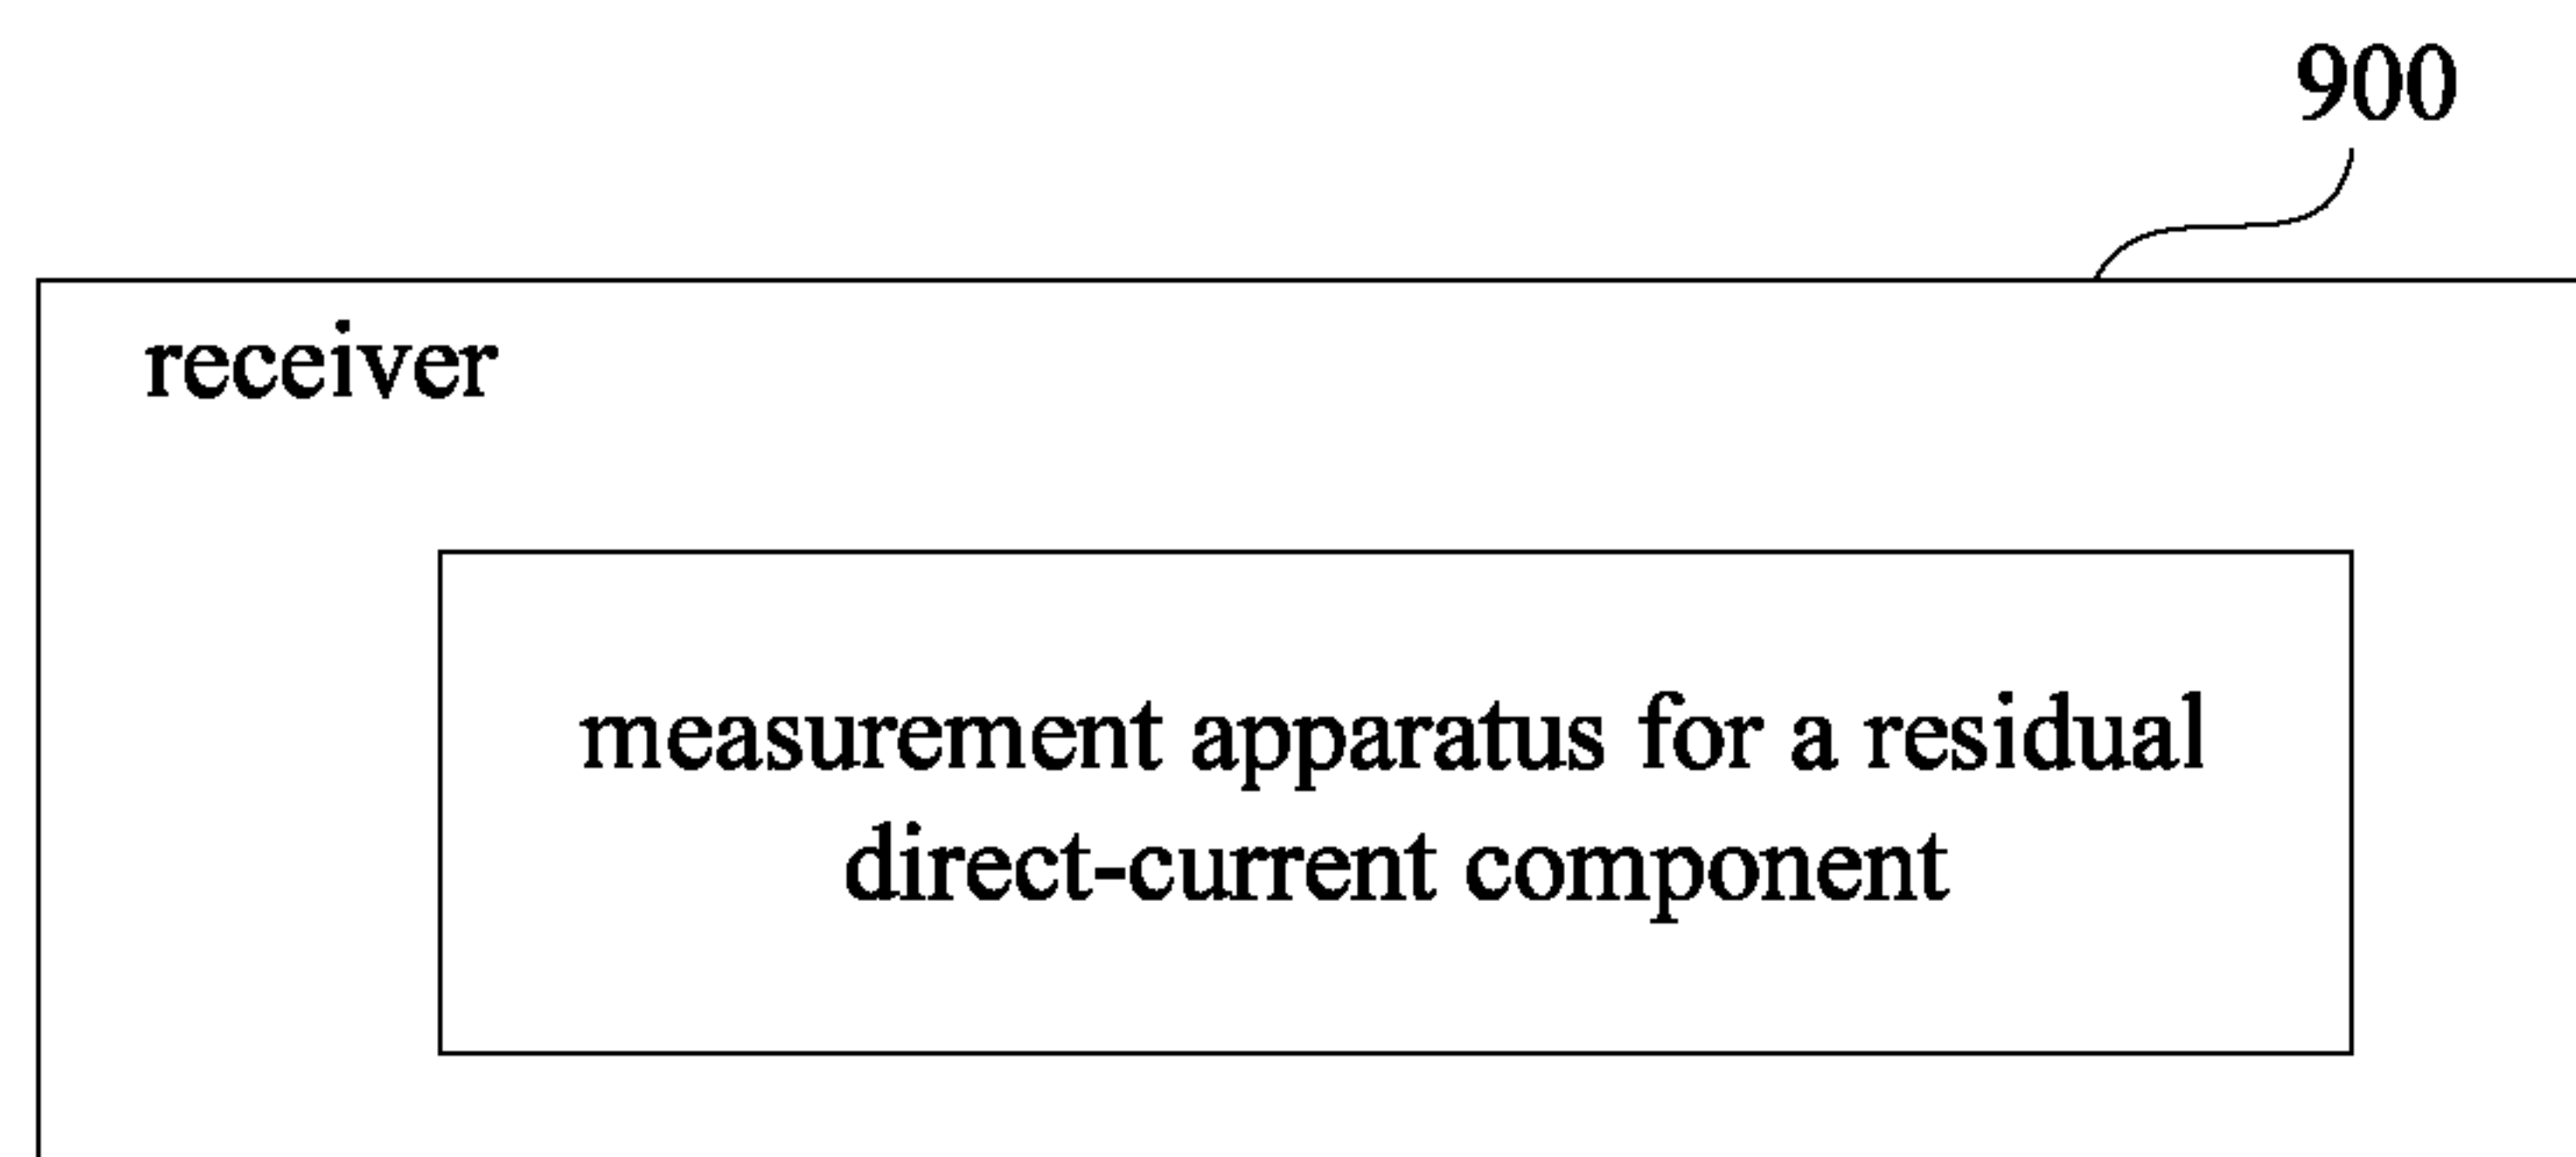 900
receiver
measurement apparatus for a residual
direct-current component